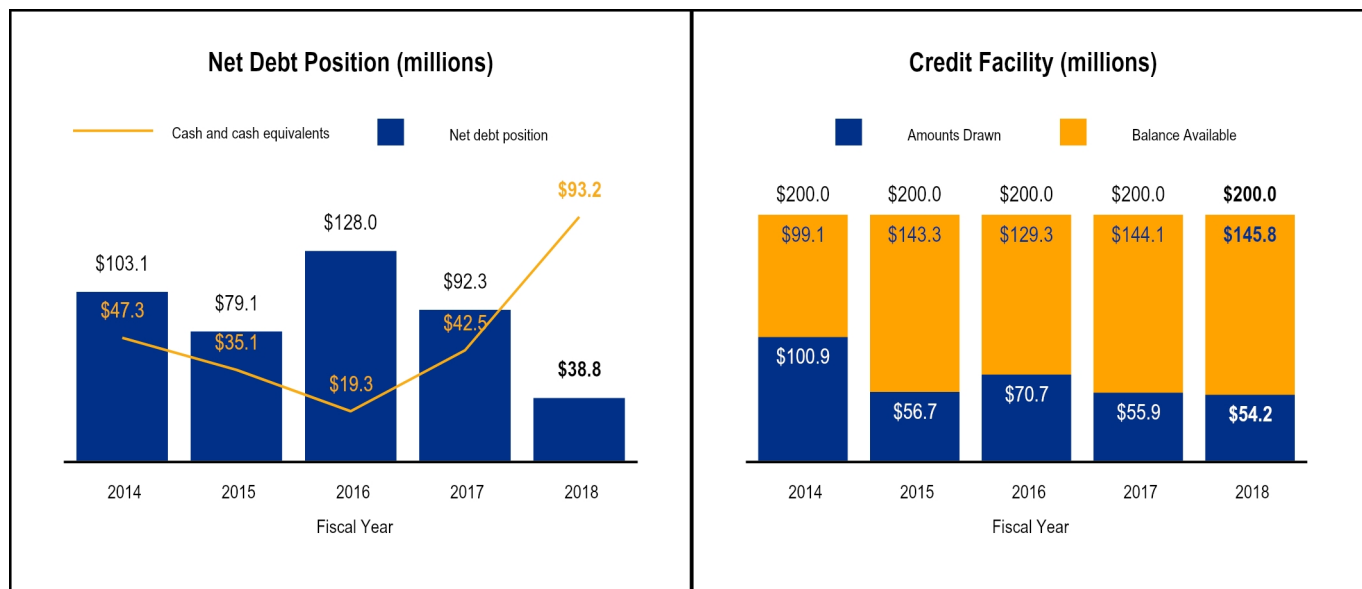 Net Debt Position (millions)
Cash and cash equivalents
Net debt position
$93.2
$128.0
$103.1
$92.3
$47.3
$79.1
$42.5
$35.1
$19.3
$38.8
2014 2015 2016 2017 2018
Fiscal Year
Credit Facility (millions)
Amounts Drawn
Balance Available
$200.0 $200.0 $200.0 $200.0 $200.0
$99.1 $143.3 $129.3 $144.1 $145.8
$100.9
$70.7
$56.7 $55.9 $54.2
2014 2015 2016 2017 2018
Fiscal Year